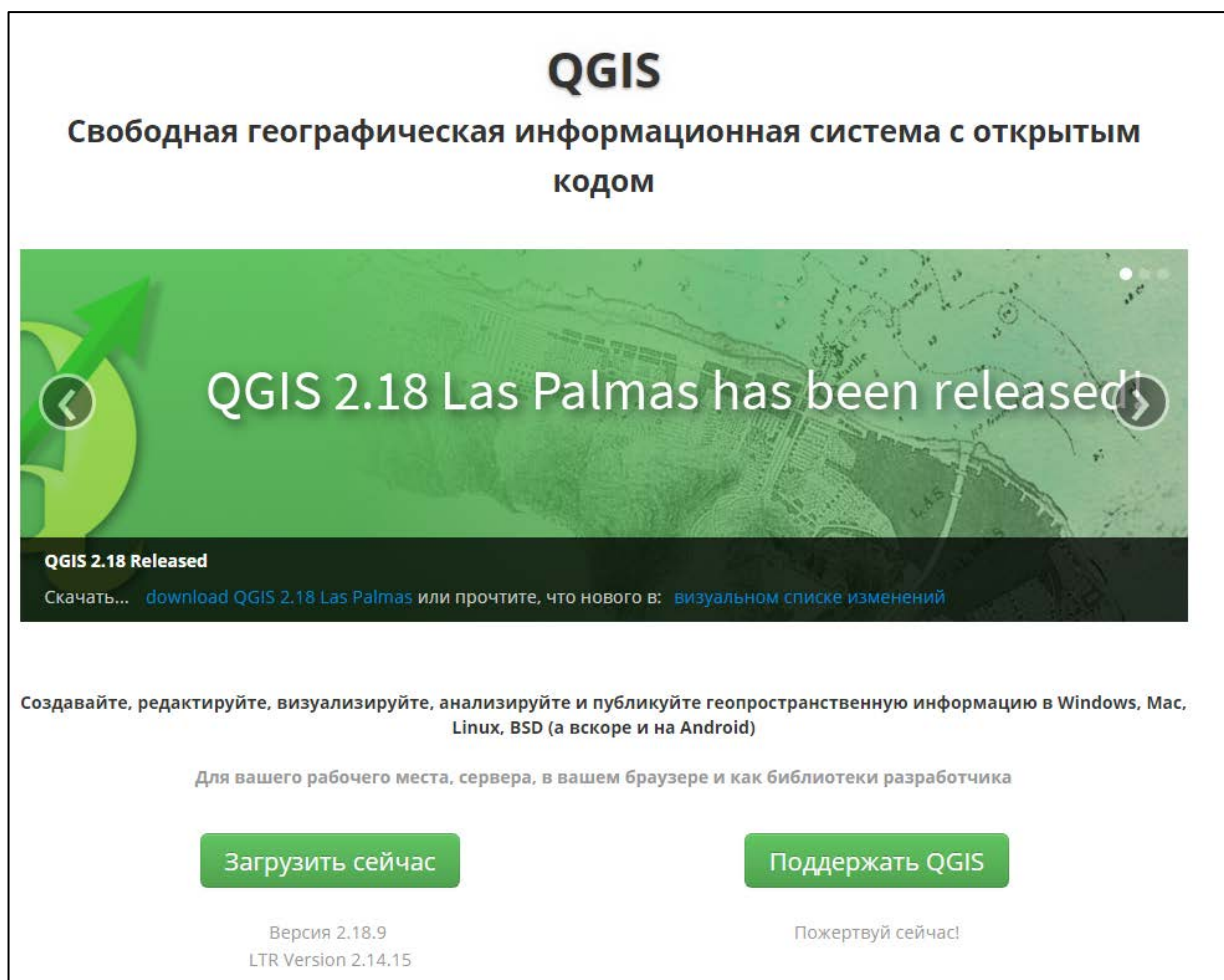 QGIS
Свободная географическая информационная система с открытым
кодом
QGIS 2.18 Las Palmas has been released!
QGIS 2.18 Released
Скачать... download QGIS 2.18 Las Palmas или прочтите, что нового в: визуальном списке изменений
Создавайте, редактируйте, визуализируйте, анализируйте и публикуйте геопространственную информацию в Windows, Mac,
Linux, BSD (а вскоре и на Android)
Для вашего рабочего места, сервера, в вашем браузере и как библиотеки разработчика
Загрузить сейчас
Поддержать QGIS
Версия 2.18.9
LTR Version 2.14.15
Пожертвуй сейчас!